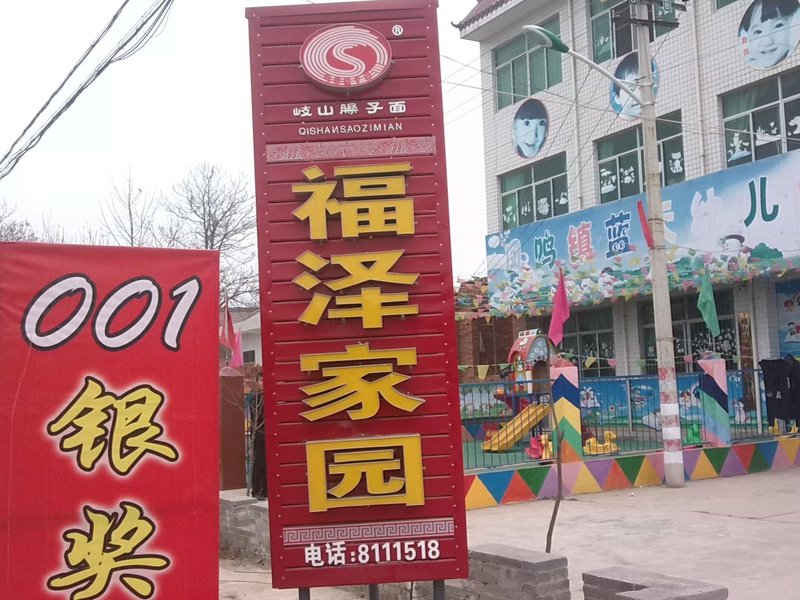 001
银奖
®
岐山臊子面
QISHANSAOZIMIAN
福泽家园
电话:8111518
鸣镇蓝天幼儿